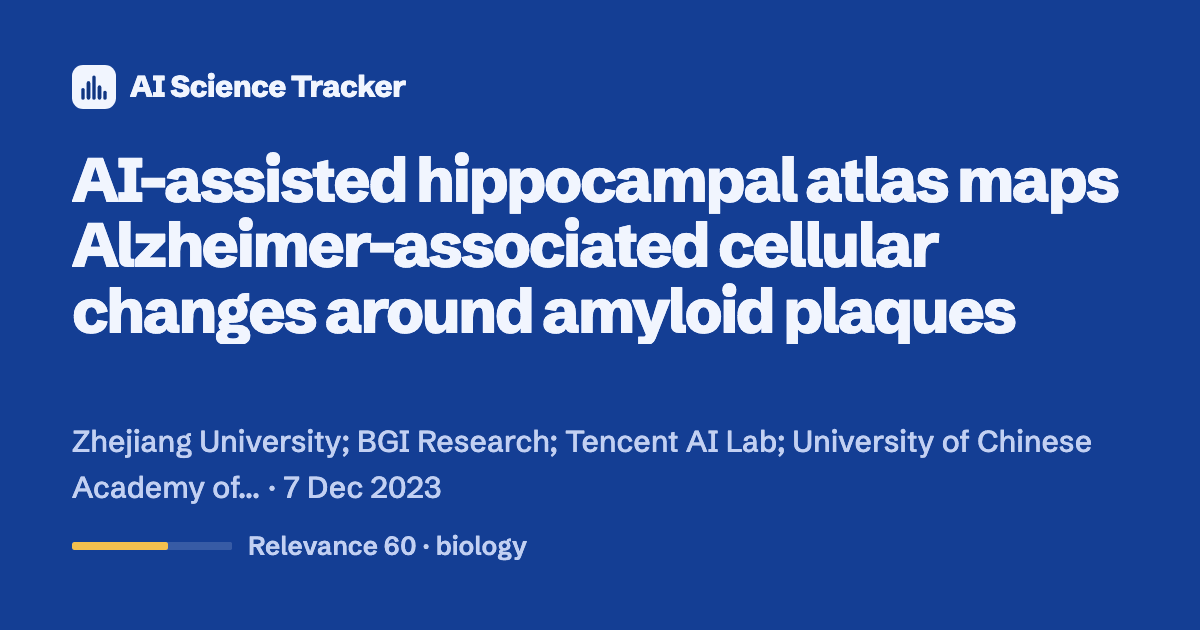 AI Science Tracker
AI-assisted hippocampal atlas maps
Alzheimer-associated cellular
changes around amyloid plaques
Zhejiang University; BGI Research; Tencent AI Lab; University of Chinese
Academy of... · 7 Dec 2023
Relevance 60 · biology